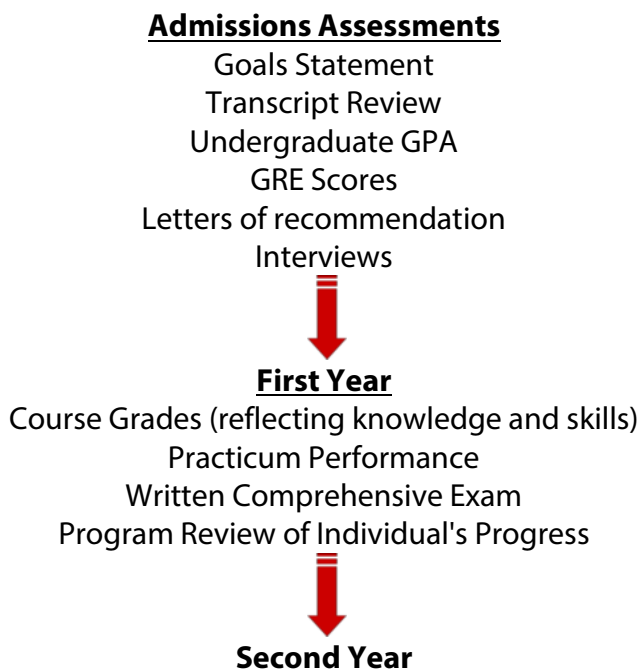 Admissions Assessments
Goals Statement
Transcript Review
Undergraduate GPA
GRE Scores
Letters of recommendation
Interviews
First Year
Course Grades (reflecting knowledge and skills)
Practicum Performance
Written Comprehensive Exam
Program Review of Individual's Progress
Second Year